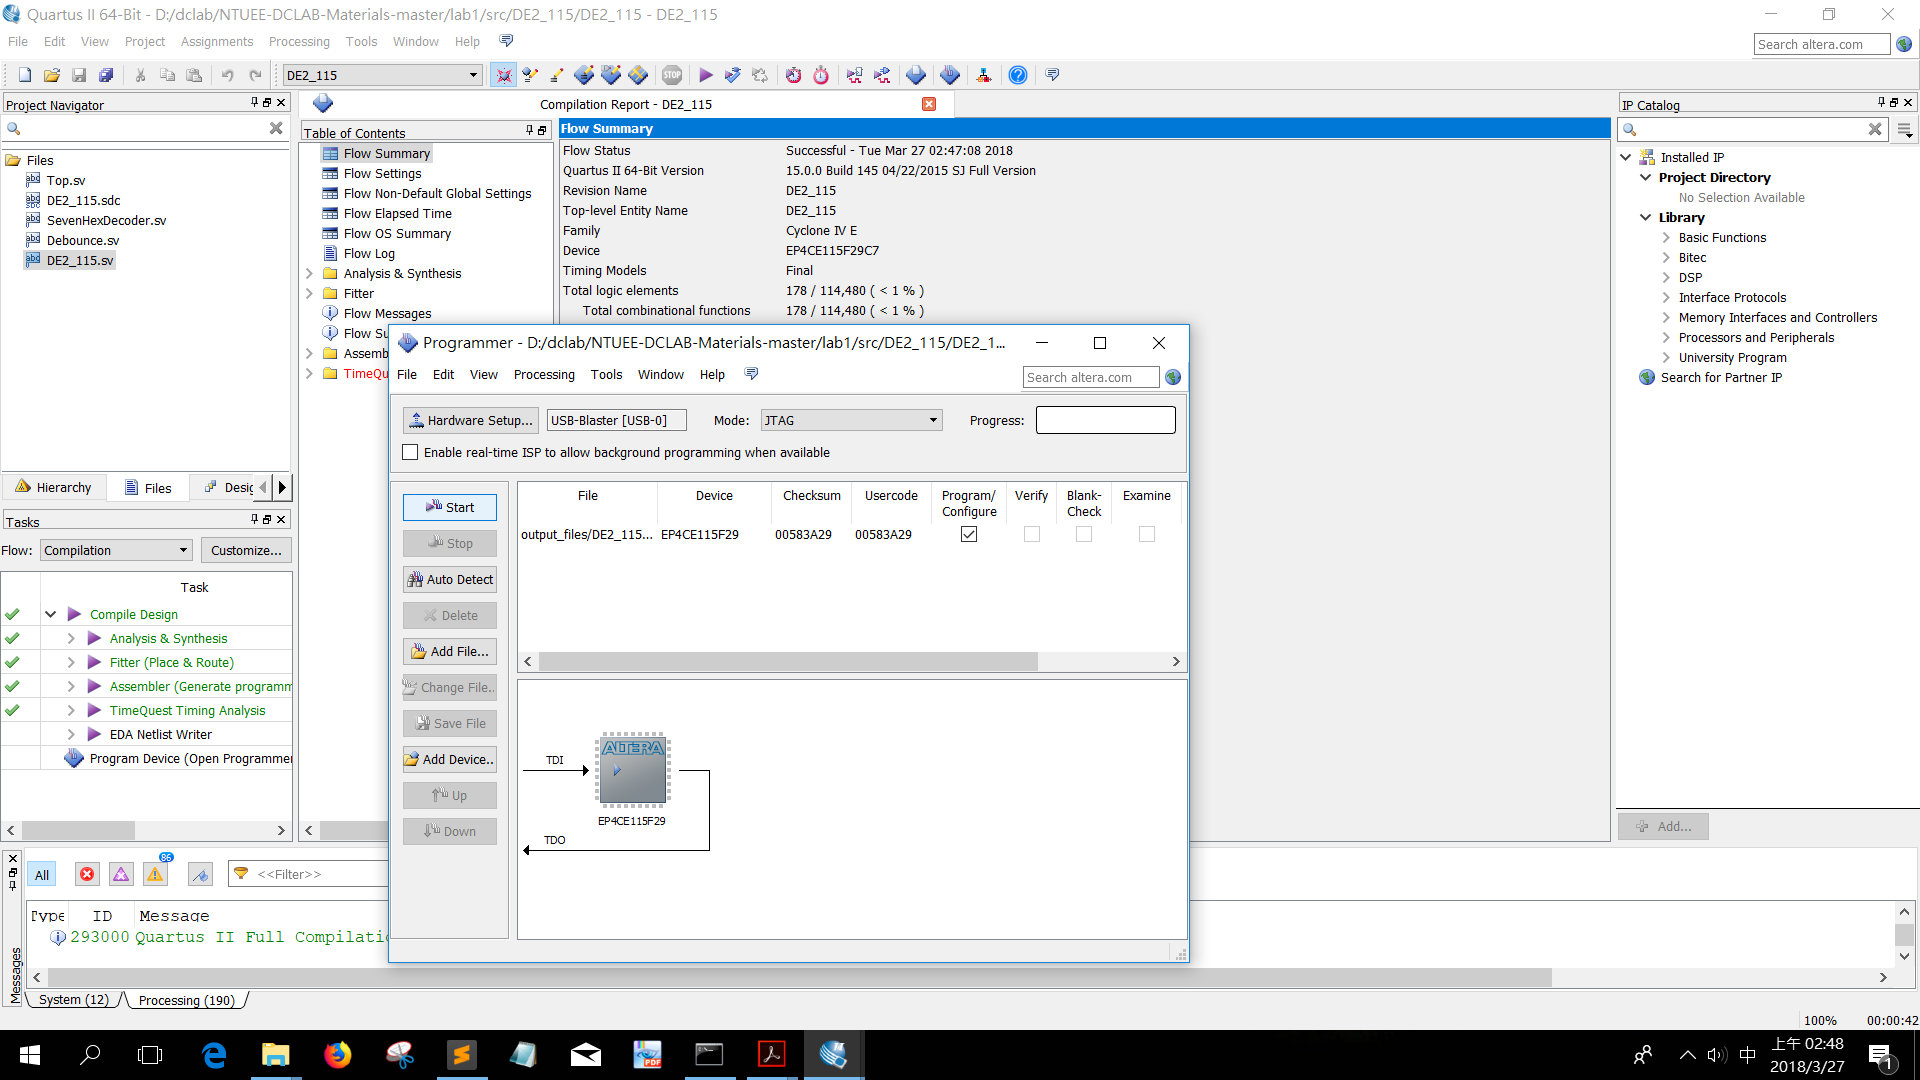 Quartus II 64-Bit - D:/dclab/NTUEE-DCLAB-Materials-master/lab1/src/DE2_115/DE2_115 - DE2_115
File Edit View Project Assignments Processing Tools Window Help
Search altera.com
DE2_115
STOP
Project Navigator
Files
Top.sv
DE2_115.sdc
SevenHexDecoder.sv
Debounce.sv
DE2_115.sv
Hierarchy Files Desig
Tasks
Flow: Compilation Customize...
Task
Compile Design
Analysis & Synthesis
Fitter (Place & Route)
Assembler (Generate programm
TimeQuest Timing Analysis
EDA Netlist Writer
Program Device (Open Programmer
Compilation Report - DE2_115
Table of Contents
Flow Summary
Flow Settings
Flow Non-Default Global Settings
Flow Elapsed Time
Flow OS Summary
Flow Log
Analysis & Synthesis
Fitter
Flow Messages
Flow Su
Assemb
TimeQu
Flow Summary
Flow Status Successful - Tue Mar 27 02:47:08 2018
Quartus II 64-Bit Version 15.0.0 Build 145 04/22/2015 SJ Full Version
Revision Name DE2_115
Top-level Entity Name DE2_115
Family Cyclone IV E
Device EP4CE115F29C7
Timing Models Final
Total logic elements 178 / 114,480 ( < 1 % )
Total combinational functions 178 / 114,480 ( < 1 % )
IP Catalog
Installed IP
Project Directory
No Selection Available
Library
Basic Functions
Bitec
DSP
Interface Protocols
Memory Interfaces and Controllers
Processors and Peripherals
University Program
Search for Partner IP
Add...
Programmer - D:/dclab/NTUEE-DCLAB-Materials-master/lab1/src/DE2_115/DE2_1...
File Edit View Processing Tools Window Help
Search altera.com
Hardware Setup... USB-Blaster [USB-0] Mode: JTAG Progress:
Enable real-time ISP to allow background programming when available
Start
Stop
Auto Detect
Delete
Add File...
Change File..
Save File
Add Device..
Up
Down
File Device Checksum Usercode Program/ Configure Verify Blank- Check Examine
output_files/DE2_115... EP4CE115F29 00583A29 00583A29
TDI
ALTERA
EP4CE115F29
TDO
Messages
All
86
<<Filter>>
Type ID Message
293000 Quartus II Full Compilatio
System (12) Processing (190)
100% 00:00:42
PDF
中
上午 02:48
2018/3/27
1